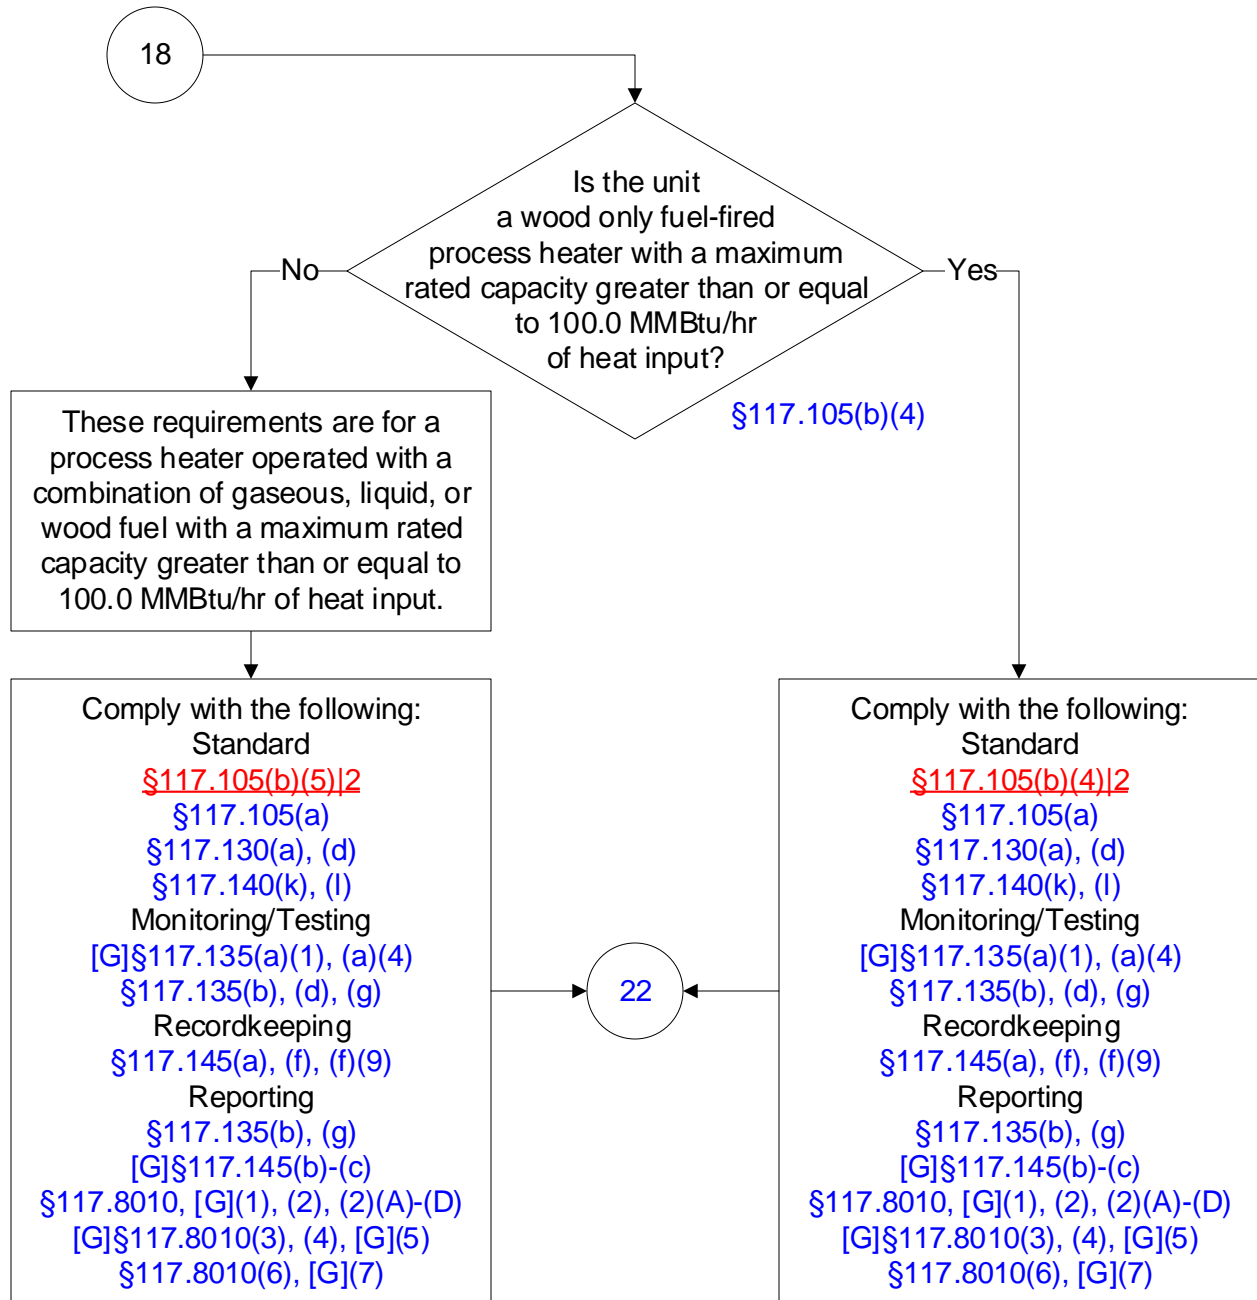 18
Is the unit
a wood only fuel-fired
process heater with a maximum
rated capacity greater than or equal
to 100.0 MMBtu/hr
of heat input?
No
Yes
§117.105(b)(4)
These requirements are for a
process heater operated with a
combination of gaseous, liquid, or
wood fuel with a maximum rated
capacity greater than or equal to
100.0 MMBtu/hr of heat input.
Comply with the following:
Standard
§117.105(b)(5)|2
§117.105(a)
§117.130(a), (d)
§117.140(k), (l)
Monitoring/Testing
[G]§117.135(a)(1), (a)(4)
§117.135(b), (d), (g)
Recordkeeping
§117.145(a), (f), (f)(9)
Reporting
§117.135(b), (g)
[G]§117.145(b)-(c)
§117.8010, [G](1), (2), (2)(A)-(D)
[G]§117.8010(3), (4), [G](5)
§117.8010(6), [G](7)
22
Comply with the following:
Standard
§117.105(b)(4)|2
§117.105(a)
§117.130(a), (d)
§117.140(k), (l)
Monitoring/Testing
[G]§117.135(a)(1), (a)(4)
§117.135(b), (d), (g)
Recordkeeping
§117.145(a), (f), (f)(9)
Reporting
§117.135(b), (g)
[G]§117.145(b)-(c)
§117.8010, [G](1), (2), (2)(A)-(D)
[G]§117.8010(3), (4), [G](5)
§117.8010(6), [G](7)